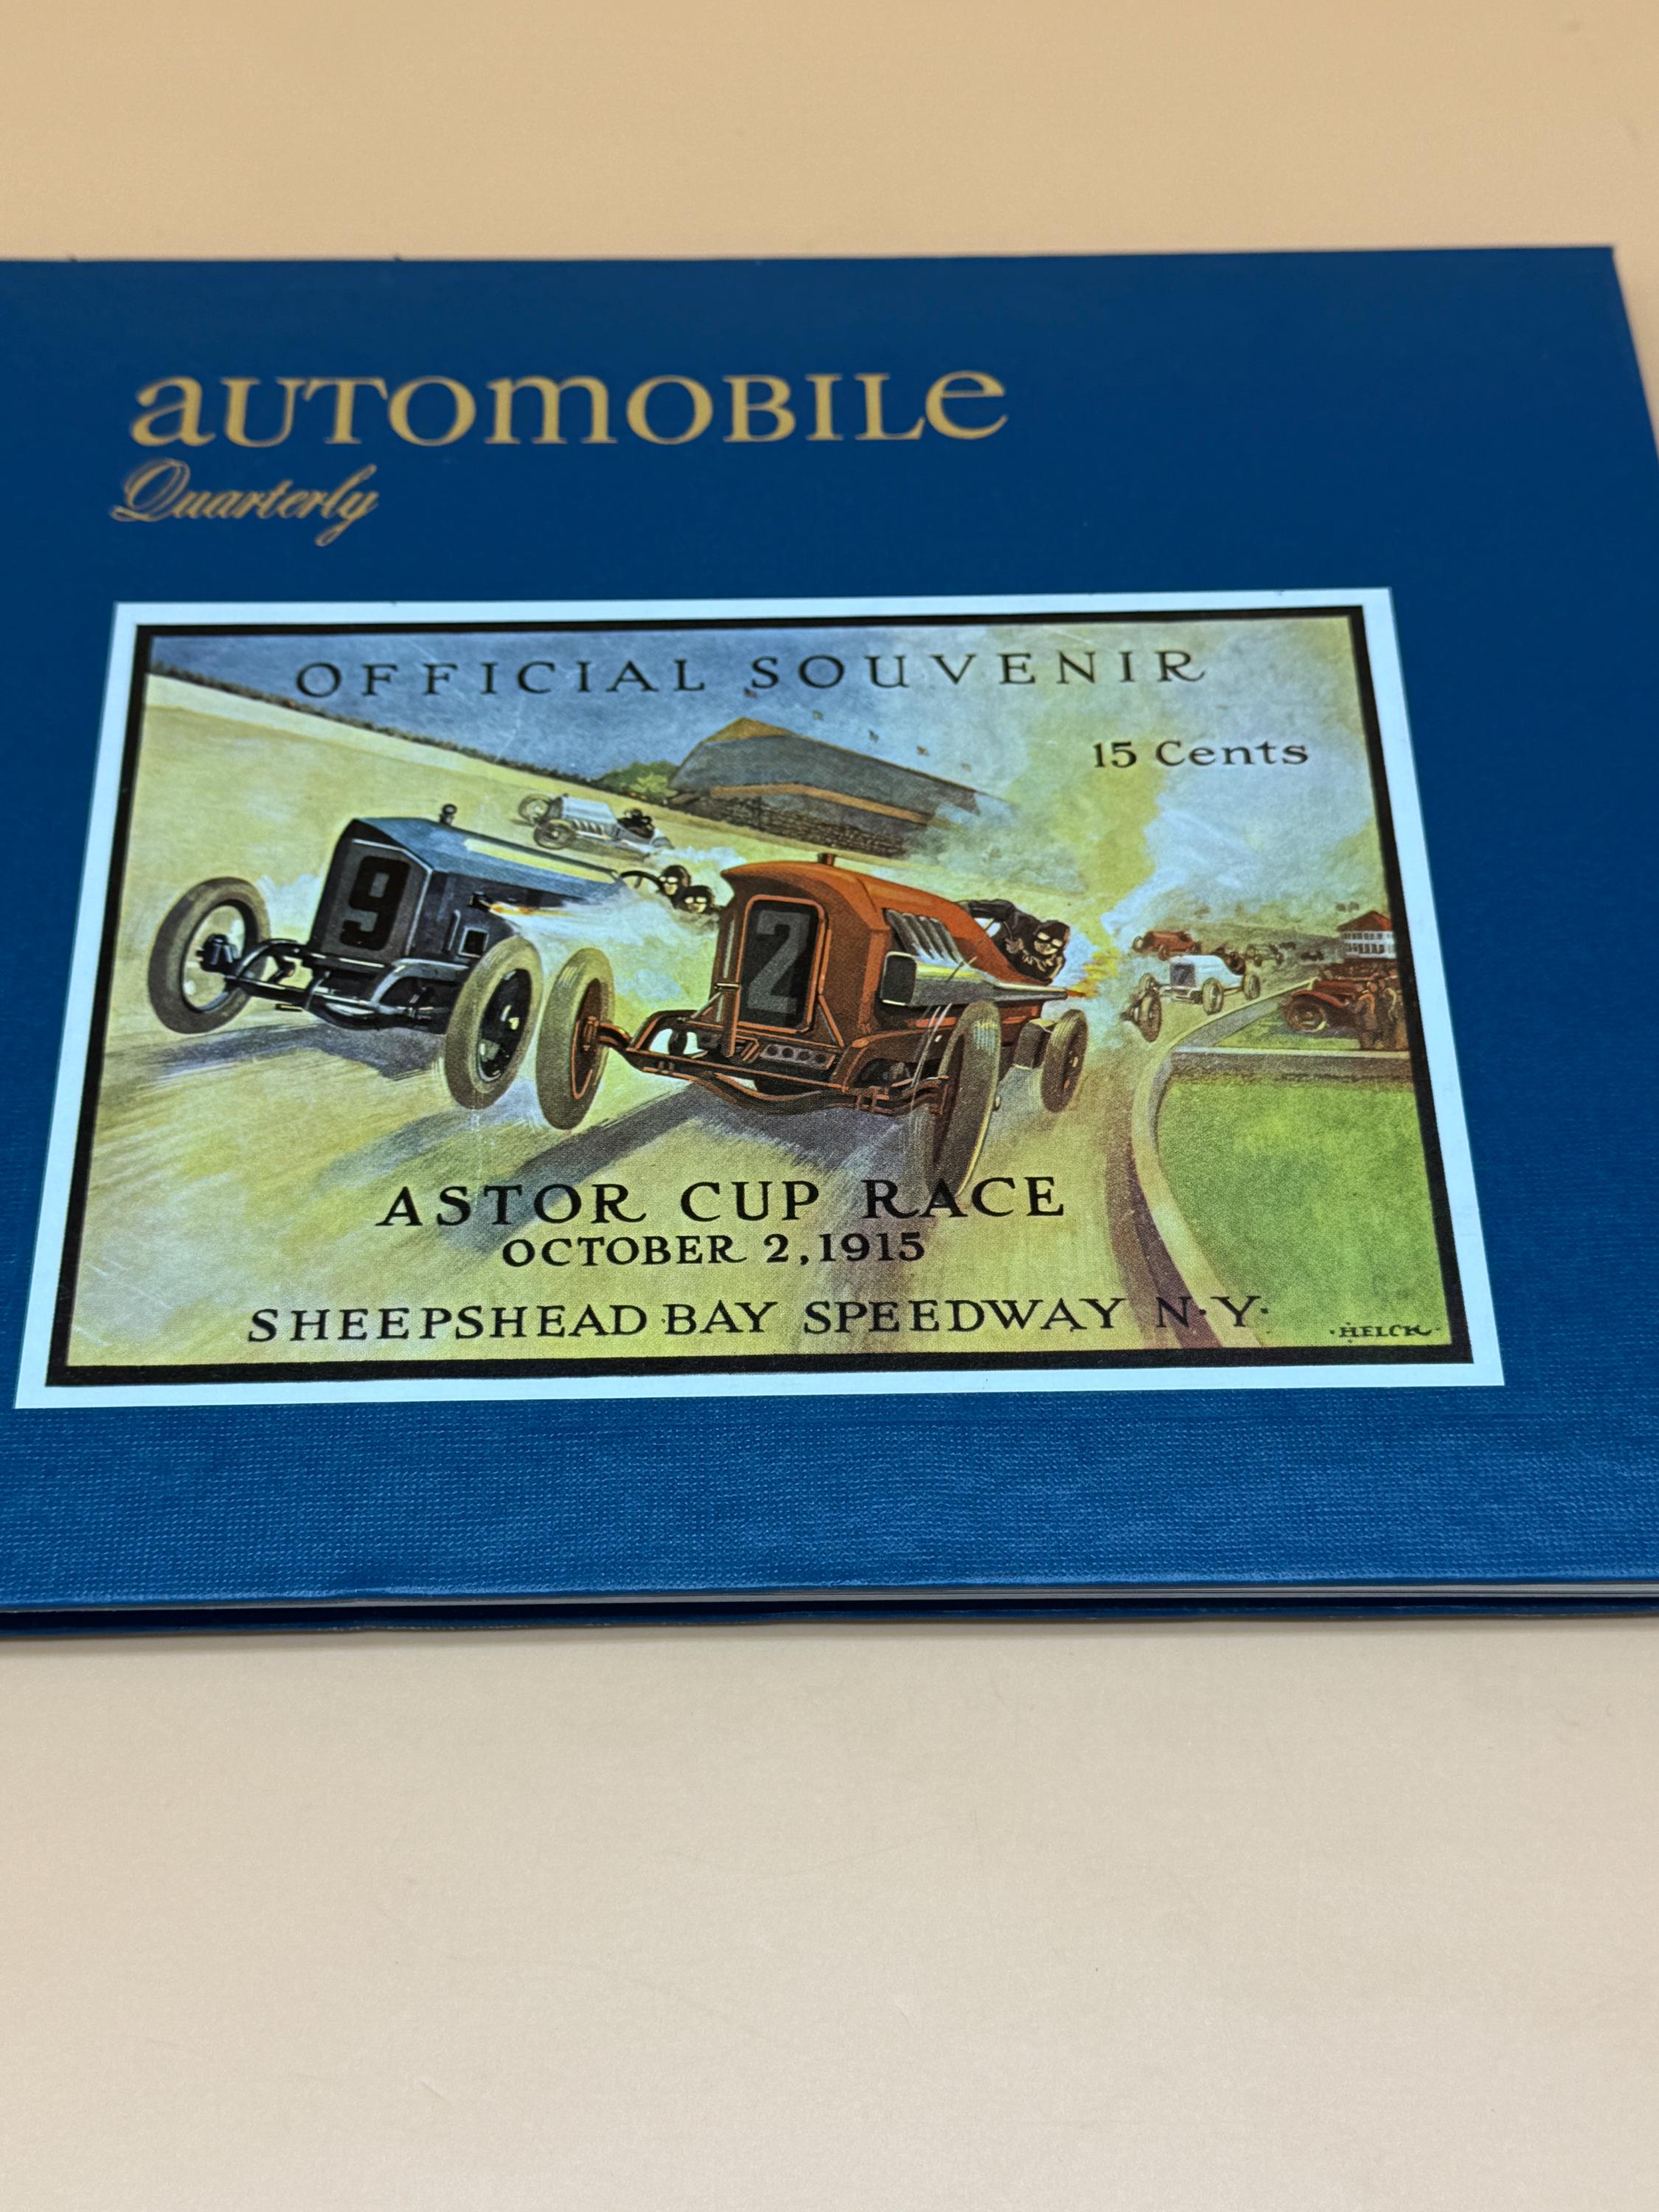 aUTOmOBILe
Quarterly
OFFICIAL SOUVENIR
15 Cents
9
2
ASTOR CUP RACE
OCTOBER 2, 1915
SHEEPSHEAD BAY SPEEDWAY N·Y·
·HELCK·